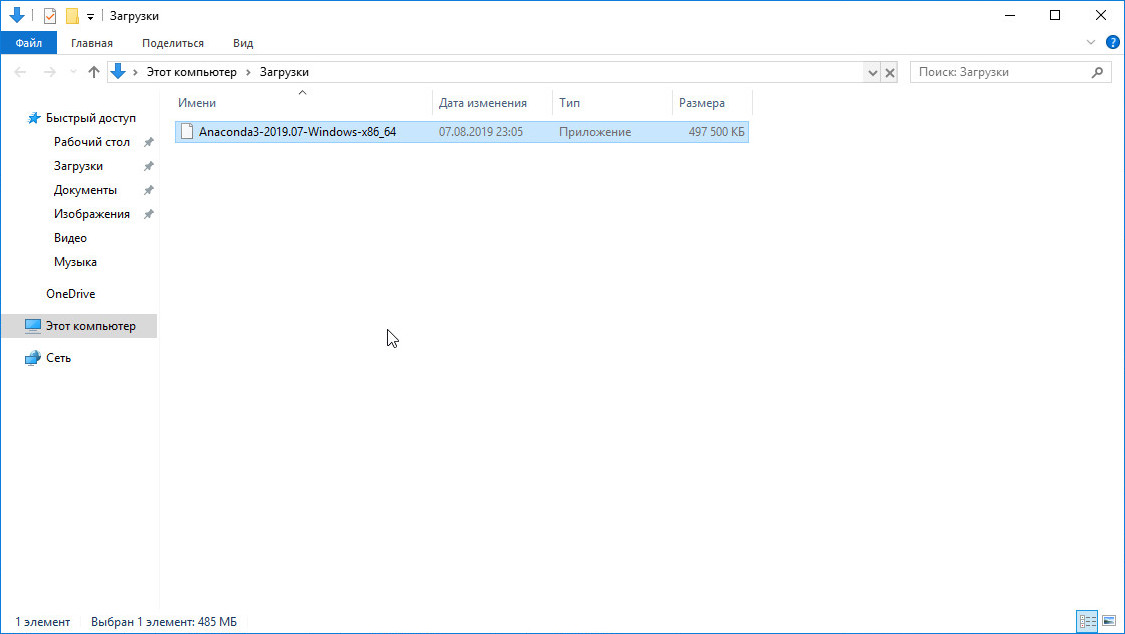 Загрузки
Файл Главная Поделиться Вид
Этот компьютер Загрузки Поиск: Загрузки
Имени Дата изменения Тип Размера
Быстрый доступ
Anaconda3-2019.07-Windows-x86_64 07.08.2019 23:05 Приложение 497 500 КБ
Рабочий стол
Загрузки
Документы
Изображения
Видео
Музыка
OneDrive
Этот компьютер
Сеть
1 элемент Выбран 1 элемент: 485 МБ